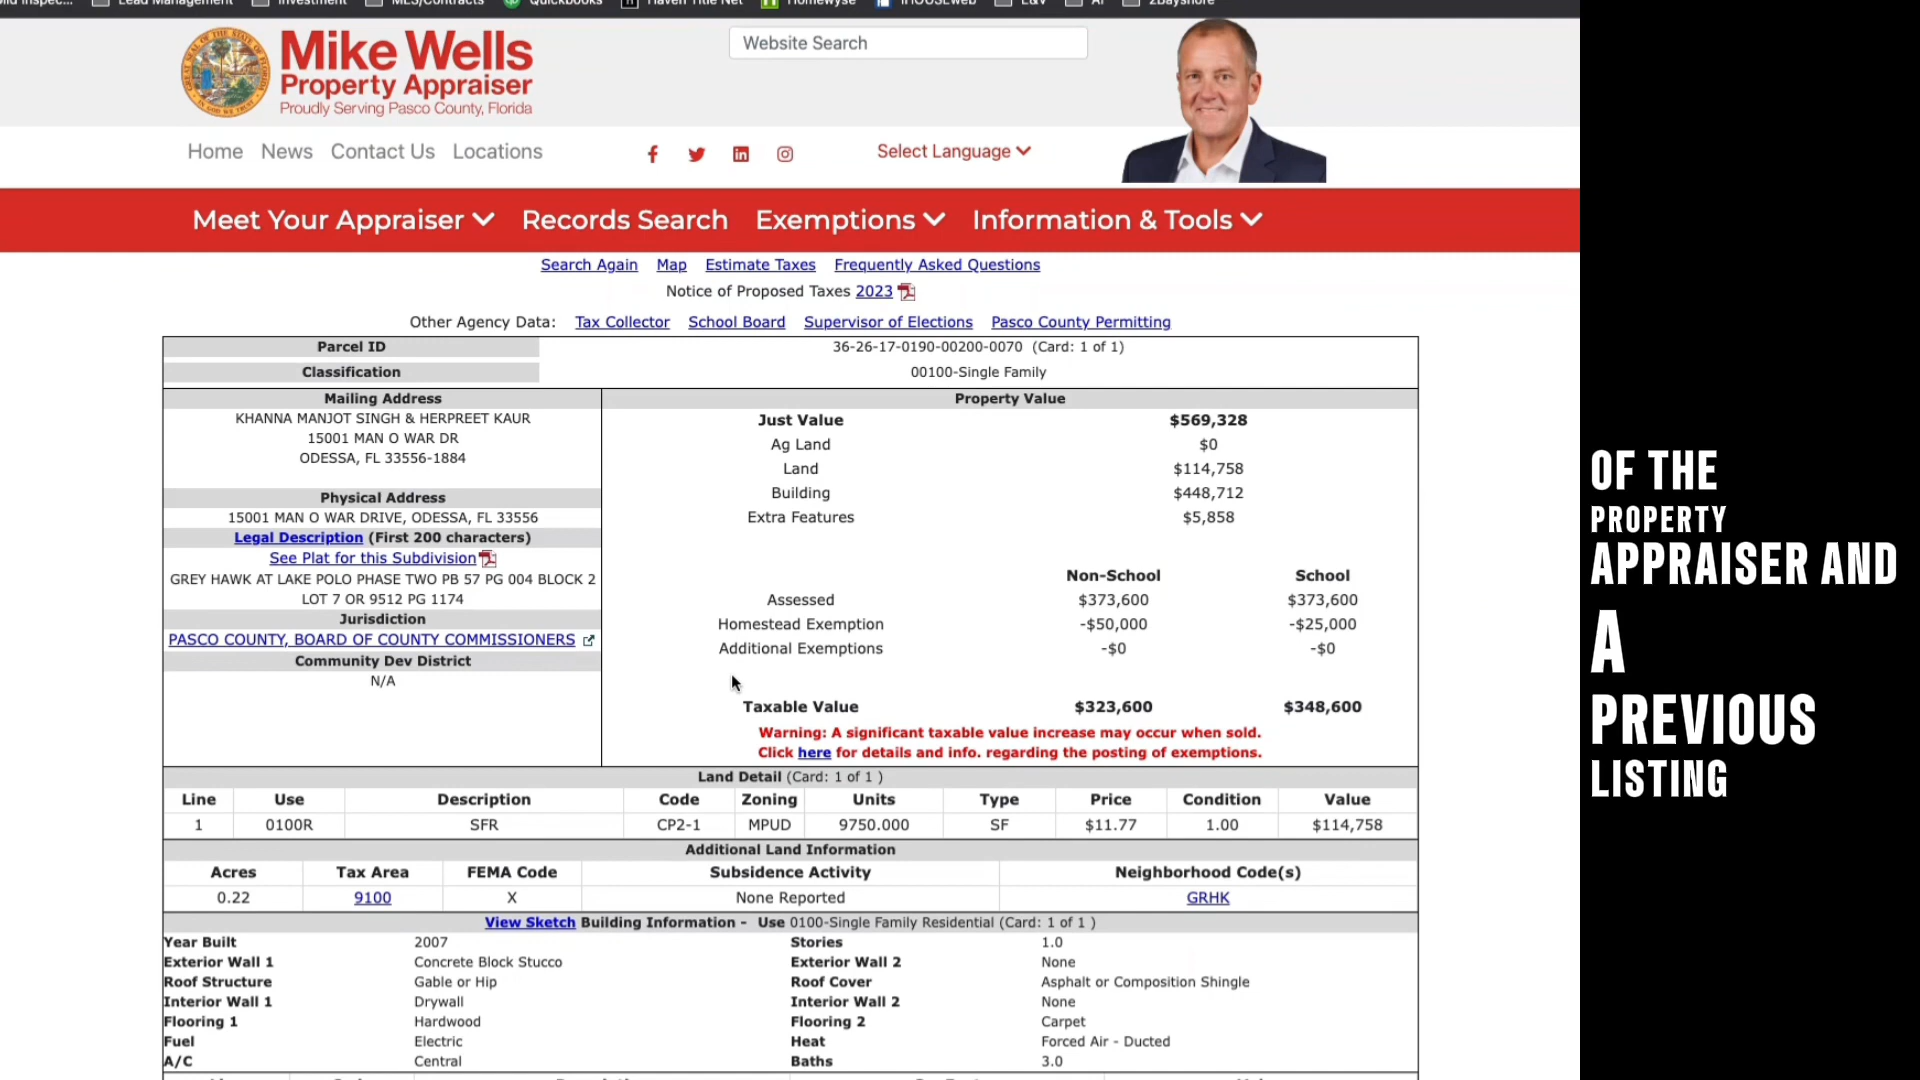 Lead Management Investment MLS/Contracts Quickbooks Haven Title Net Homewyse iHOUSEweb E&V AI 2Bayshore
Mike Wells
Property Appraiser
Proudly Serving Pasco County, Florida
Website Search
Home News Contact Us Locations
Select Language
Meet Your Appraiser Records Search Exemptions Information & Tools
Search Again Map Estimate Taxes Frequently Asked Questions
Notice of Proposed Taxes 2023
Other Agency Data: Tax Collector School Board Supervisor of Elections Pasco County Permitting
Parcel ID 36-26-17-0190-00200-0070 (Card: 1 of 1)
Classification 00100-Single Family
Mailing Address
KHANNA MANJOT SINGH & HERPREET KAUR
15001 MAN O WAR DR
ODESSA, FL 33556-1884
Physical Address
15001 MAN O WAR DRIVE, ODESSA, FL 33556
Legal Description (First 200 characters)
See Plat for this Subdivision
GREY HAWK AT LAKE POLO PHASE TWO PB 57 PG 004 BLOCK 2
LOT 7 OR 9512 PG 1174
Jurisdiction
PASCO COUNTY, BOARD OF COUNTY COMMISSIONERS
Community Dev District
N/A
Property Value
Just Value $569,328
Ag Land $0
Land $114,758
Building $448,712
Extra Features $5,858
Non-School School
Assessed $373,600 $373,600
Homestead Exemption -$50,000 -$25,000
Additional Exemptions -$0 -$0
Taxable Value $323,600 $348,600
Warning: A significant taxable value increase may occur when sold.
Click here for details and info. regarding the posting of exemptions.
Land Detail (Card: 1 of 1 )
Line Use Description Code Zoning Units Type Price Condition Value
1 0100R SFR CP2-1 MPUD 9750.000 SF $11.77 1.00 $114,758
Additional Land Information
Acres Tax Area FEMA Code Subsidence Activity Neighborhood Code(s)
0.22 9100 X None Reported GRHK
View Sketch Building Information - Use 0100-Single Family Residential (Card: 1 of 1 )
Year Built 2007 Stories 1.0
Exterior Wall 1 Concrete Block Stucco Exterior Wall 2 None
Roof Structure Gable or Hip Roof Cover Asphalt or Composition Shingle
Interior Wall 1 Drywall Interior Wall 2 None
Flooring 1 Hardwood Flooring 2 Carpet
Fuel Electric Heat Forced Air - Ducted
A/C Central Baths 3.0
OF THE
PROPERTY
APPRAISER AND
A
PREVIOUS
LISTING